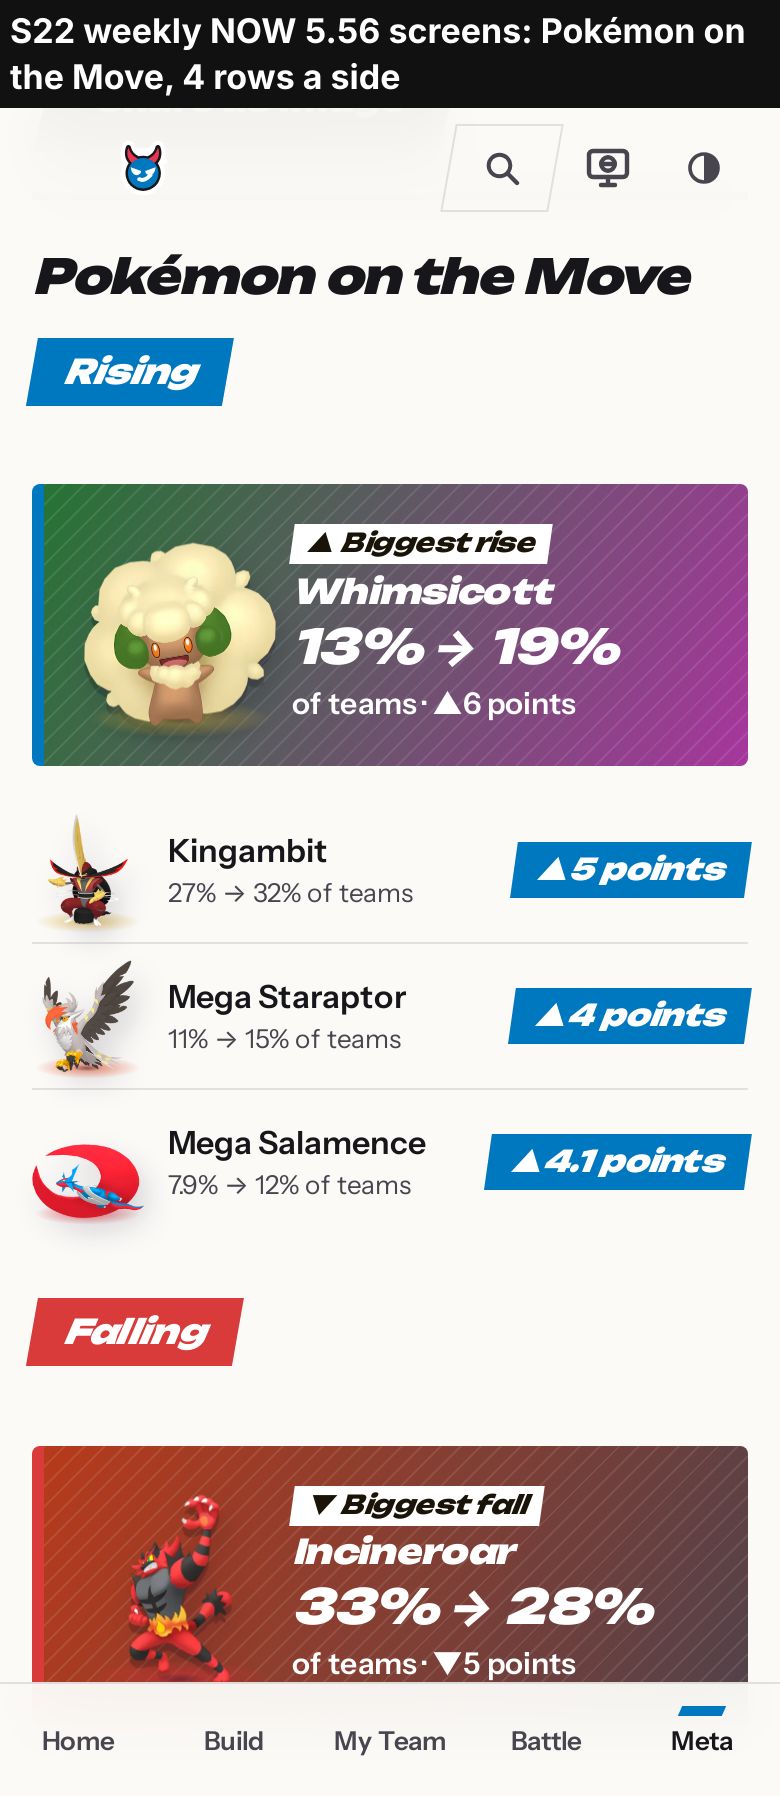 S22 weekly NOW 5.56 screens: Pokémon on
the Move, 4 rows a side
Pokémon on the Move
Rising
▲ Biggest rise
Whimsicott
13% → 19%
of teams · ▲6 points
Kingambit
27% → 32% of teams
▲5 points
Mega Staraptor
11% → 15% of teams
▲4 points
Mega Salamence
7.9% → 12% of teams
▲4.1 points
Falling
▼ Biggest fall
Incineroar
33% → 28%
of teams · ▼5 points
Home
Build
My Team
Battle
Meta